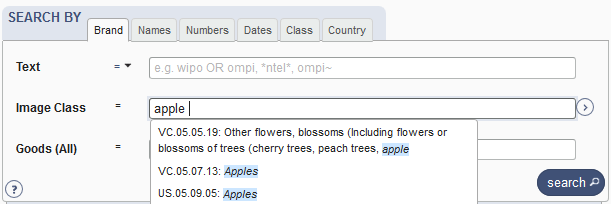 SEARCH BY
Brand Names Numbers Dates Class Country
Text = e.g. wipo OR ompi, *ntel*, ompi~
Image Class = apple
Goods (All) =
VC.05.05.19: Other flowers, blossoms (Including flowers or
blossoms of trees (cherry trees, peach trees, apple
VC.05.07.13: Apples
US.05.09.05: Apples
?
search